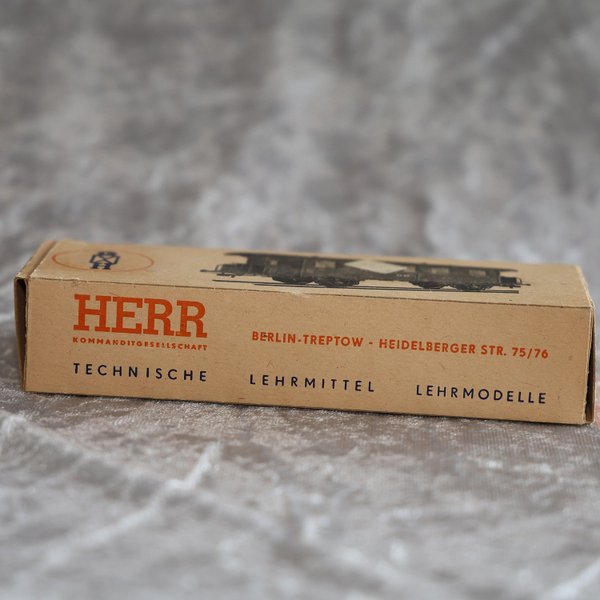 HERR
KOMMANDITGESELLSCHAFT
BERLIN-TREPTOW - HEIDELBERGER STR. 75/76
TECHNISCHE LEHRMITTEL LEHRMODELLE